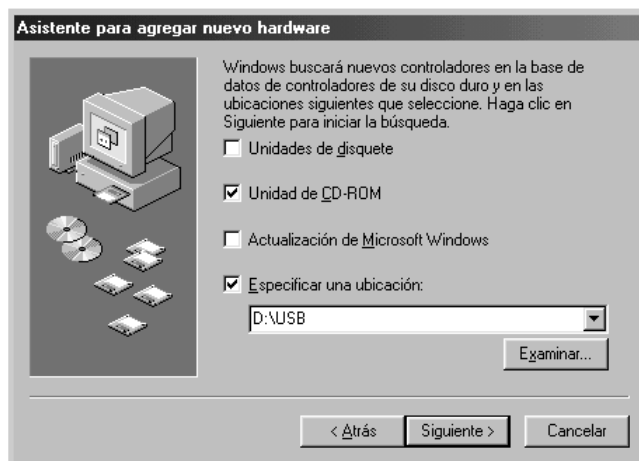 Asistente para agregar nuevo hardware
Windows buscará nuevos controladores en la base de
datos de controladores de su disco duro y en las
ubicaciones siguientes que seleccione. Haga clic en
Siguiente para iniciar la búsqueda.
Unidades de disquete
Unidad de CD-ROM
Actualización de Microsoft Windows
Especificar una ubicación:
D:\USB
Examinar...
< Atrás
Siguiente >
Cancelar